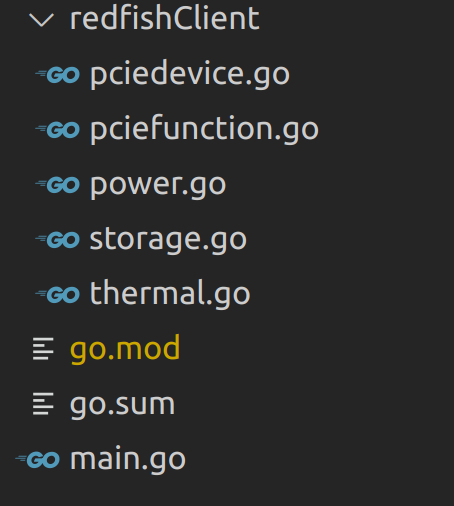 redfishClient
GO pciedevice.go
GO pciefunction.go
GO power.go
GO storage.go
GO thermal.go
go.mod
go.sum
GO main.go